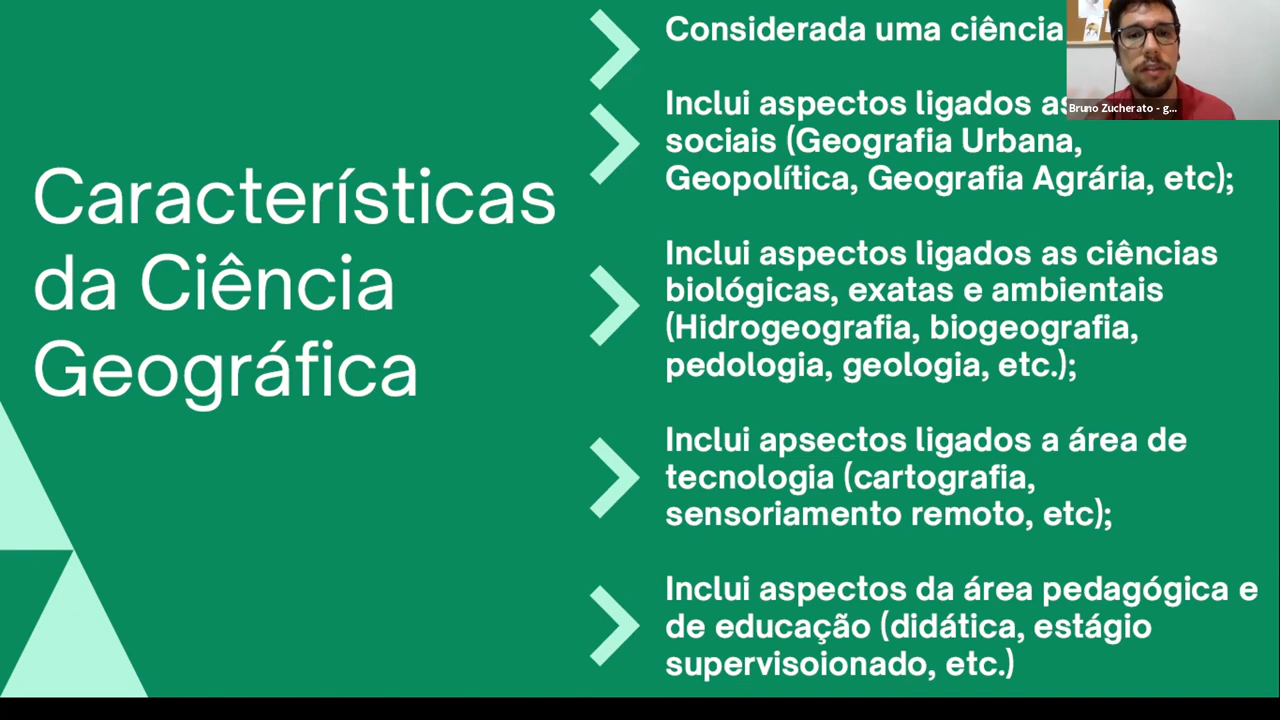 Características
da Ciência
Geográfica
Considerada uma ciência
Inclui aspectos ligados as
sociais (Geografia Urbana,
Geopolítica, Geografia Agrária, etc);
Inclui aspectos ligados as ciências
biológicas, exatas e ambientais
(Hidrogeografia, biogeografia,
pedologia, geologia, etc.);
Inclui apsectos ligados a área de
tecnologia (cartografia,
sensoriamento remoto, etc);
Inclui aspectos da área pedagógica e
de educação (didática, estágio
supervisoionado, etc.)
Bruno Zucherato - g...